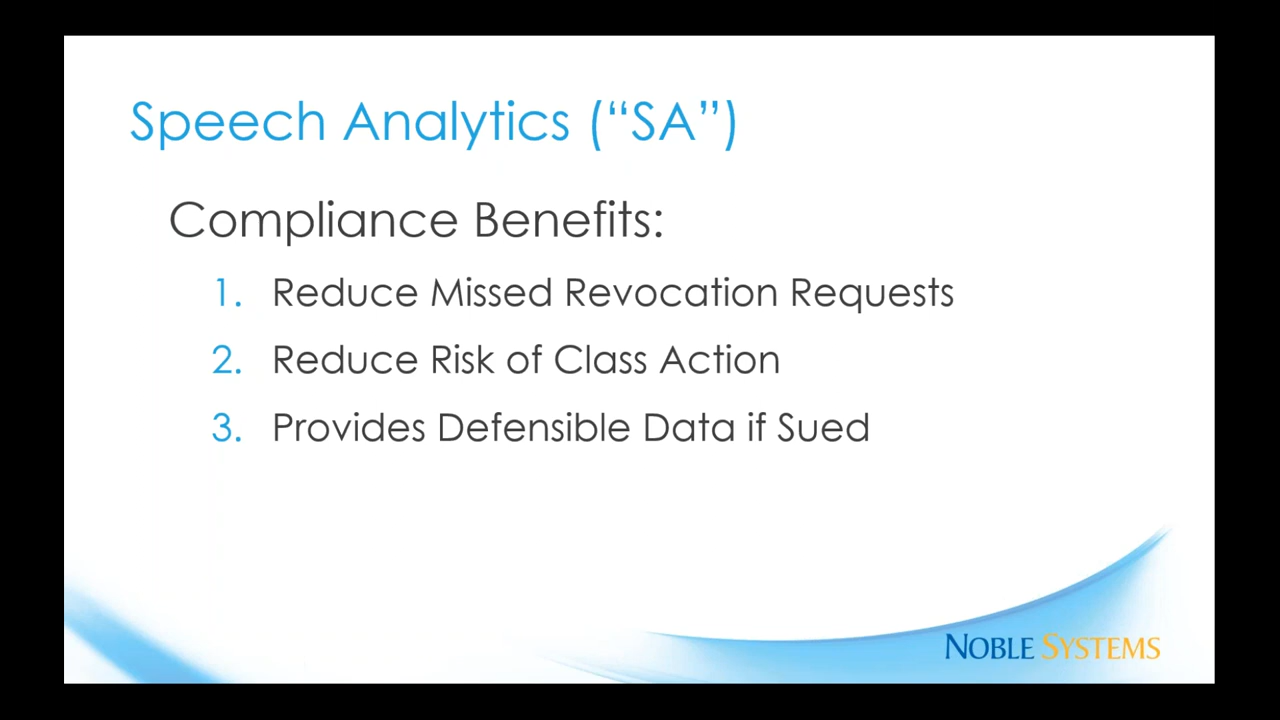 Speech Analytics (“SA”)
Compliance Benefits:
1. Reduce Missed Revocation Requests
2. Reduce Risk of Class Action
3. Provides Defensible Data if Sued
NOBLE SYSTEMS